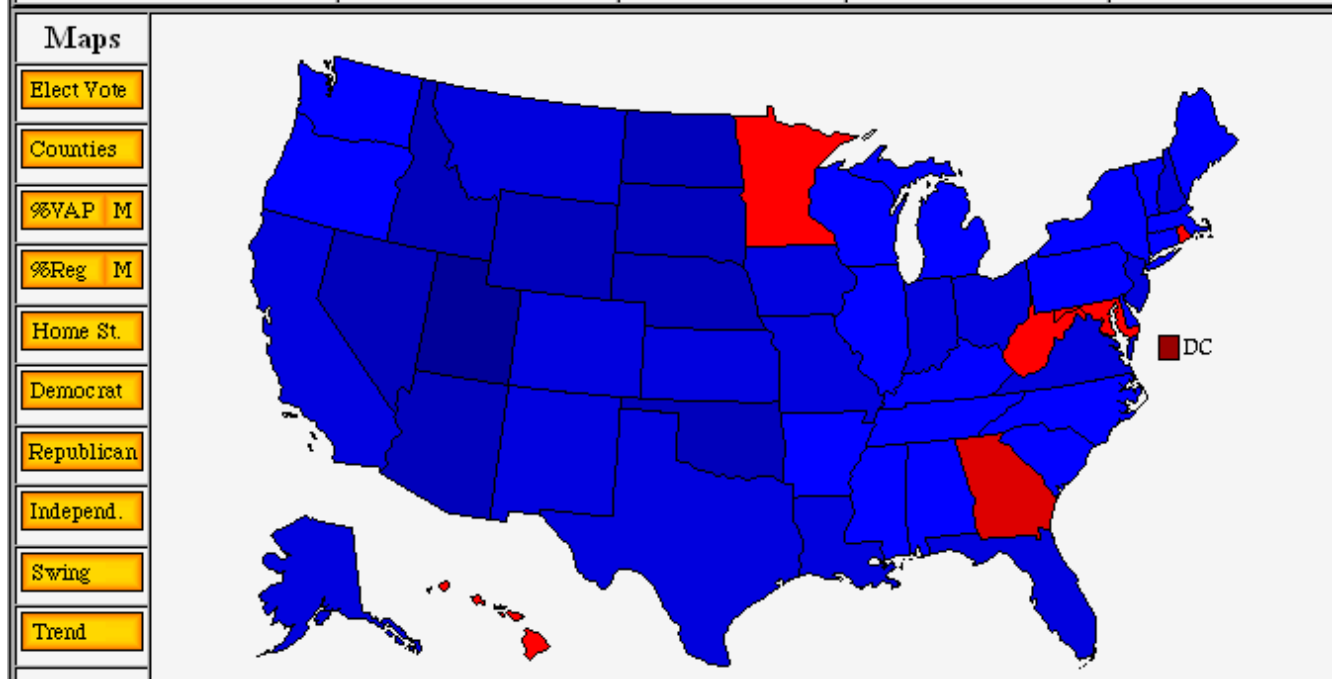 Maps
Elect Vote
Counties
%VAP M
%Reg M
Home St.
Democrat
Republican
Independ.
Swing
Trend
DC